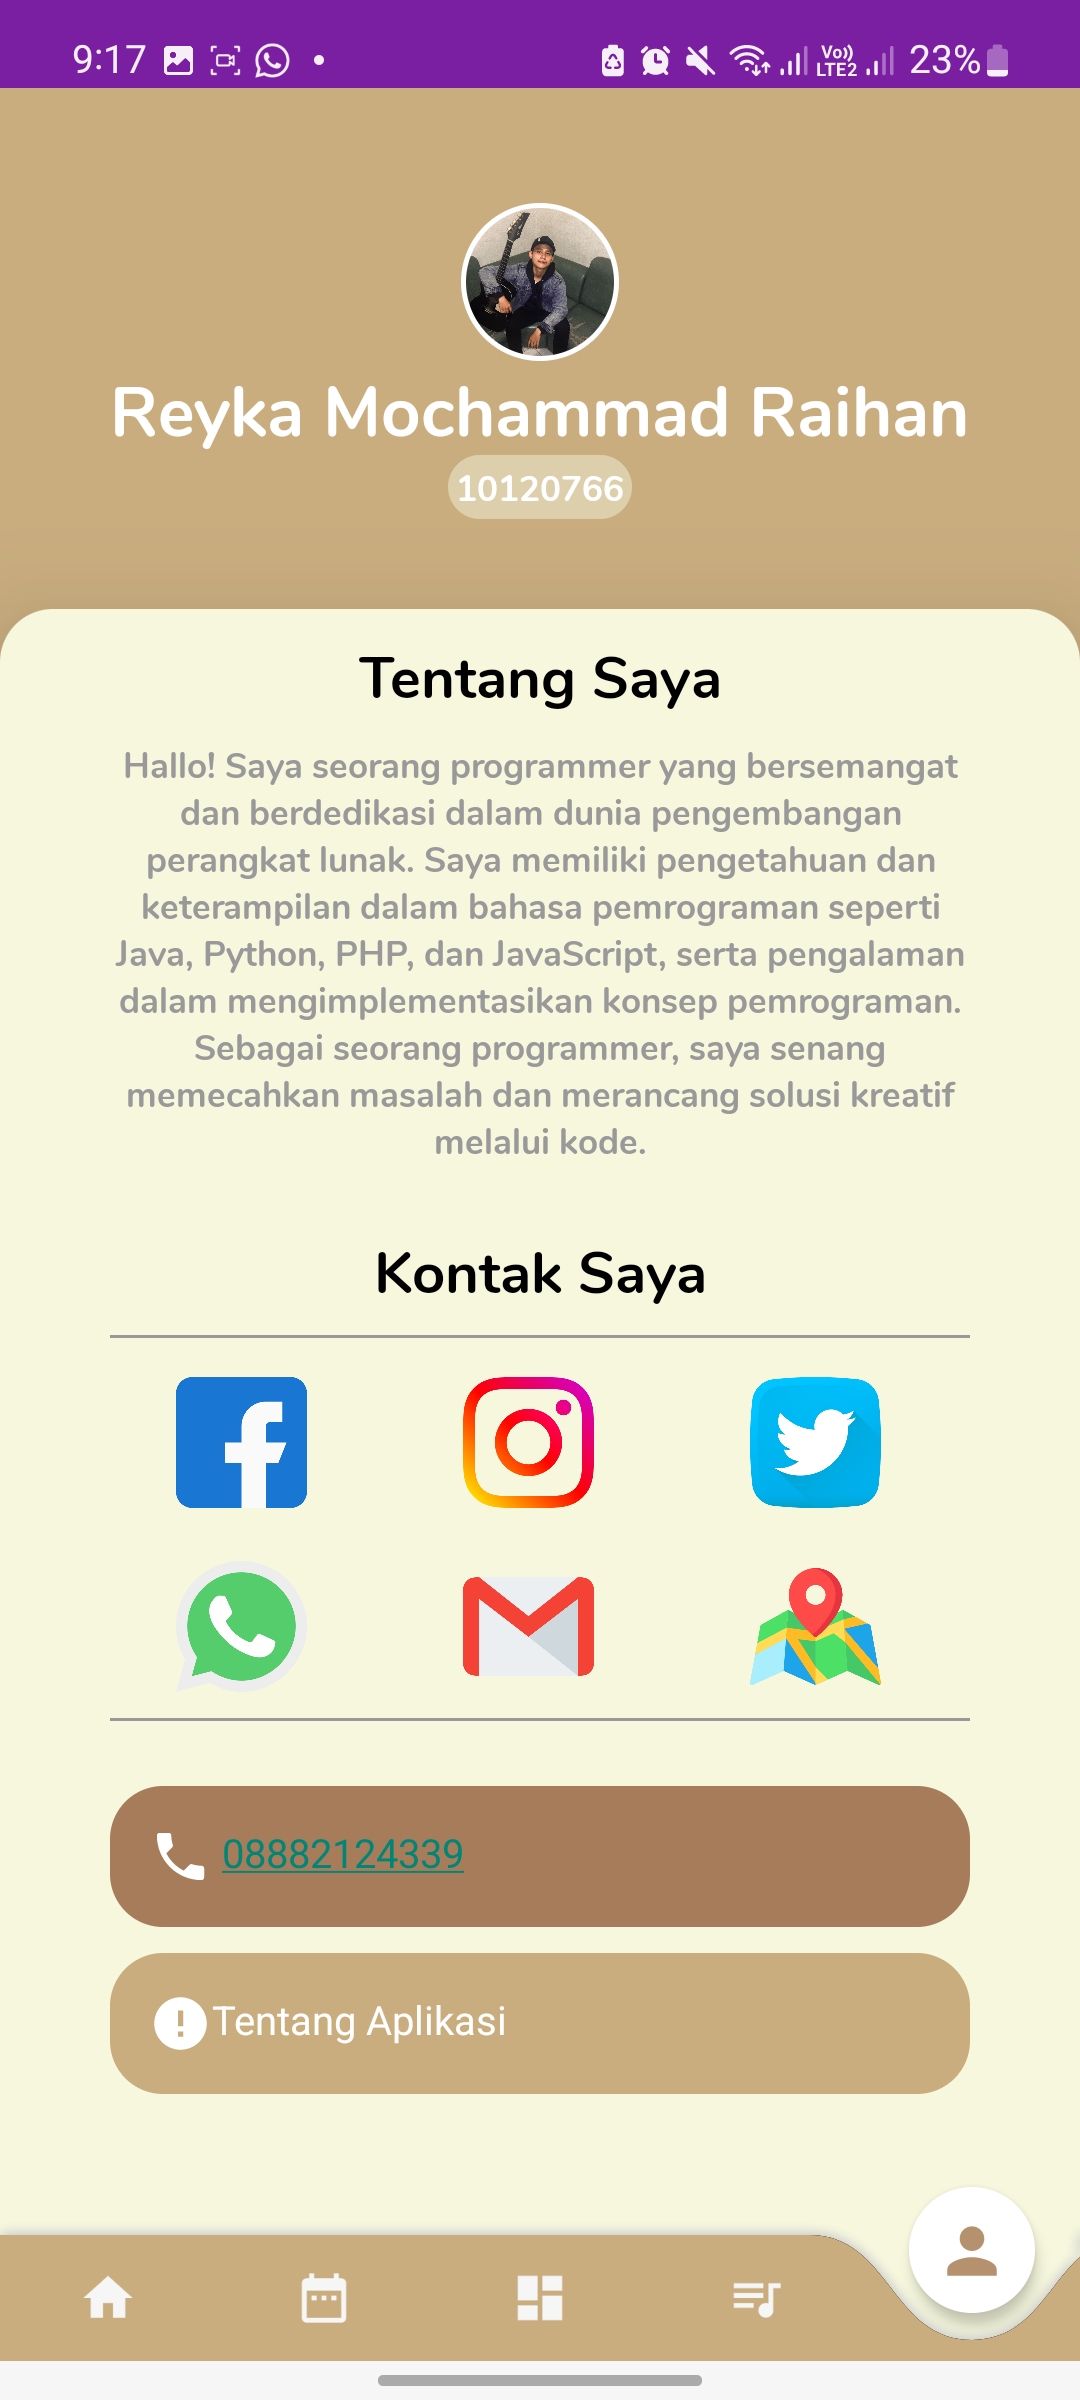 9:17
Vo)) LTE2
23%
Reyka Mochammad Raihan
10120766
Tentang Saya
Hallo! Saya seorang programmer yang bersemangat
dan berdedikasi dalam dunia pengembangan
perangkat lunak. Saya memiliki pengetahuan dan
keterampilan dalam bahasa pemrograman seperti
Java, Python, PHP, dan JavaScript, serta pengalaman
dalam mengimplementasikan konsep pemrograman.
Sebagai seorang programmer, saya senang
memecahkan masalah dan merancang solusi kreatif
melalui kode.
Kontak Saya
08882124339
Tentang Aplikasi